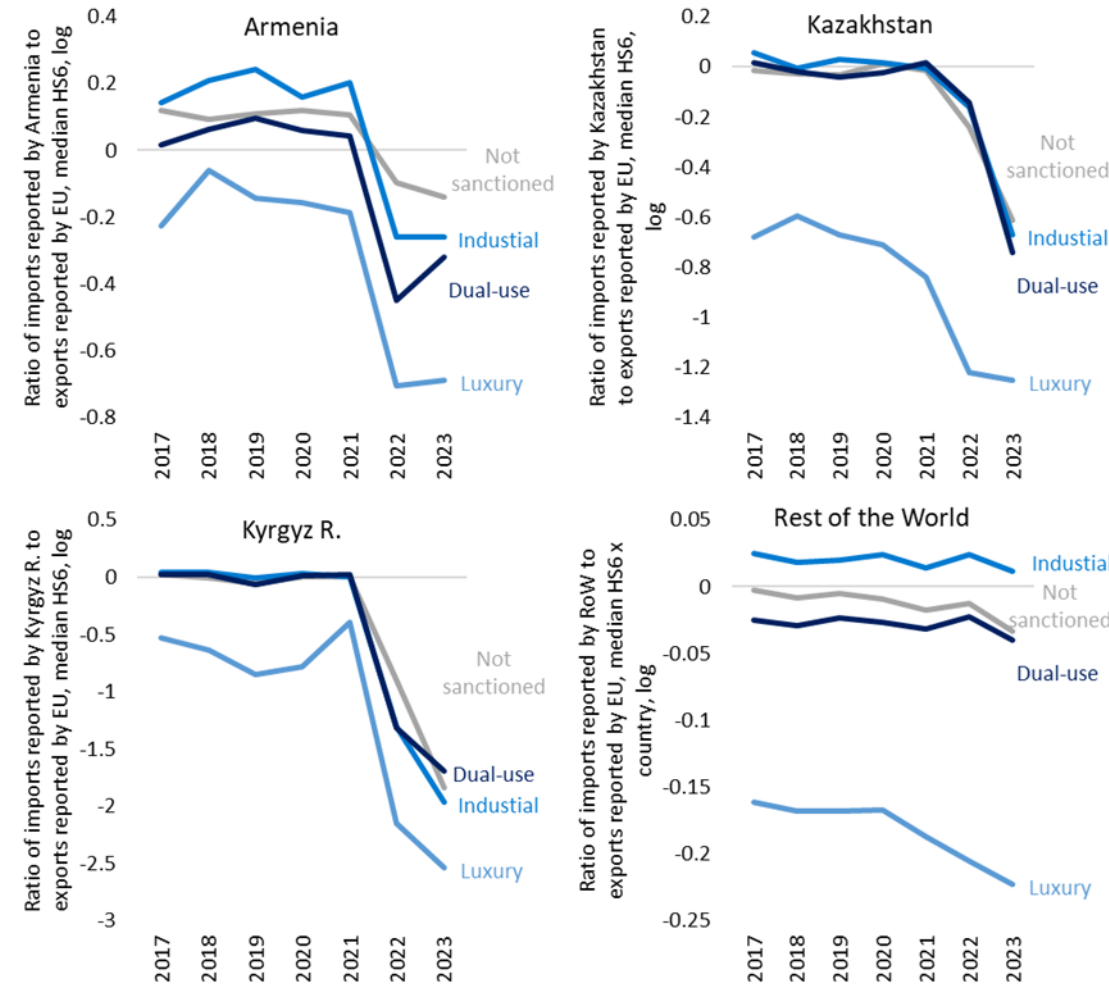 Armenia
Ratio of imports reported by Armenia to
exports reported by EU, median HS6, log
0.4
0.2
0
-0.2
-0.4
-0.6
-0.8
Not
sanctioned
Industial
Dual-use
Luxury
2017
2018
2019
2020
2021
2022
2023
Kazakhstan
Ratio of imports reported by Kazakhstan
to exports reported by EU, median HS6,
log
0.2
0
-0.2
-0.4
-0.6
-0.8
-1
-1.2
-1.4
Not
sanctioned
Industial
Dual-use
Luxury
2017
2018
2019
2020
2021
2022
2023
Kyrgyz R.
Ratio of imports reported by Kyrgyz R. to
exports reported by EU, median HS6, log
0.5
0
-0.5
-1
-1.5
-2
-2.5
-3
Not
sanctioned
Dual-use
Industial
Luxury
2017
2018
2019
2020
2021
2022
2023
Rest of the World
Ratio of imports reported by RoW to
exports reported by EU, median HS6 x
country, log
0.05
0
-0.05
-0.1
-0.15
-0.2
-0.25
Industial
Not
sanctioned
Dual-use
Luxury
2017
2018
2019
2020
2021
2022
2023